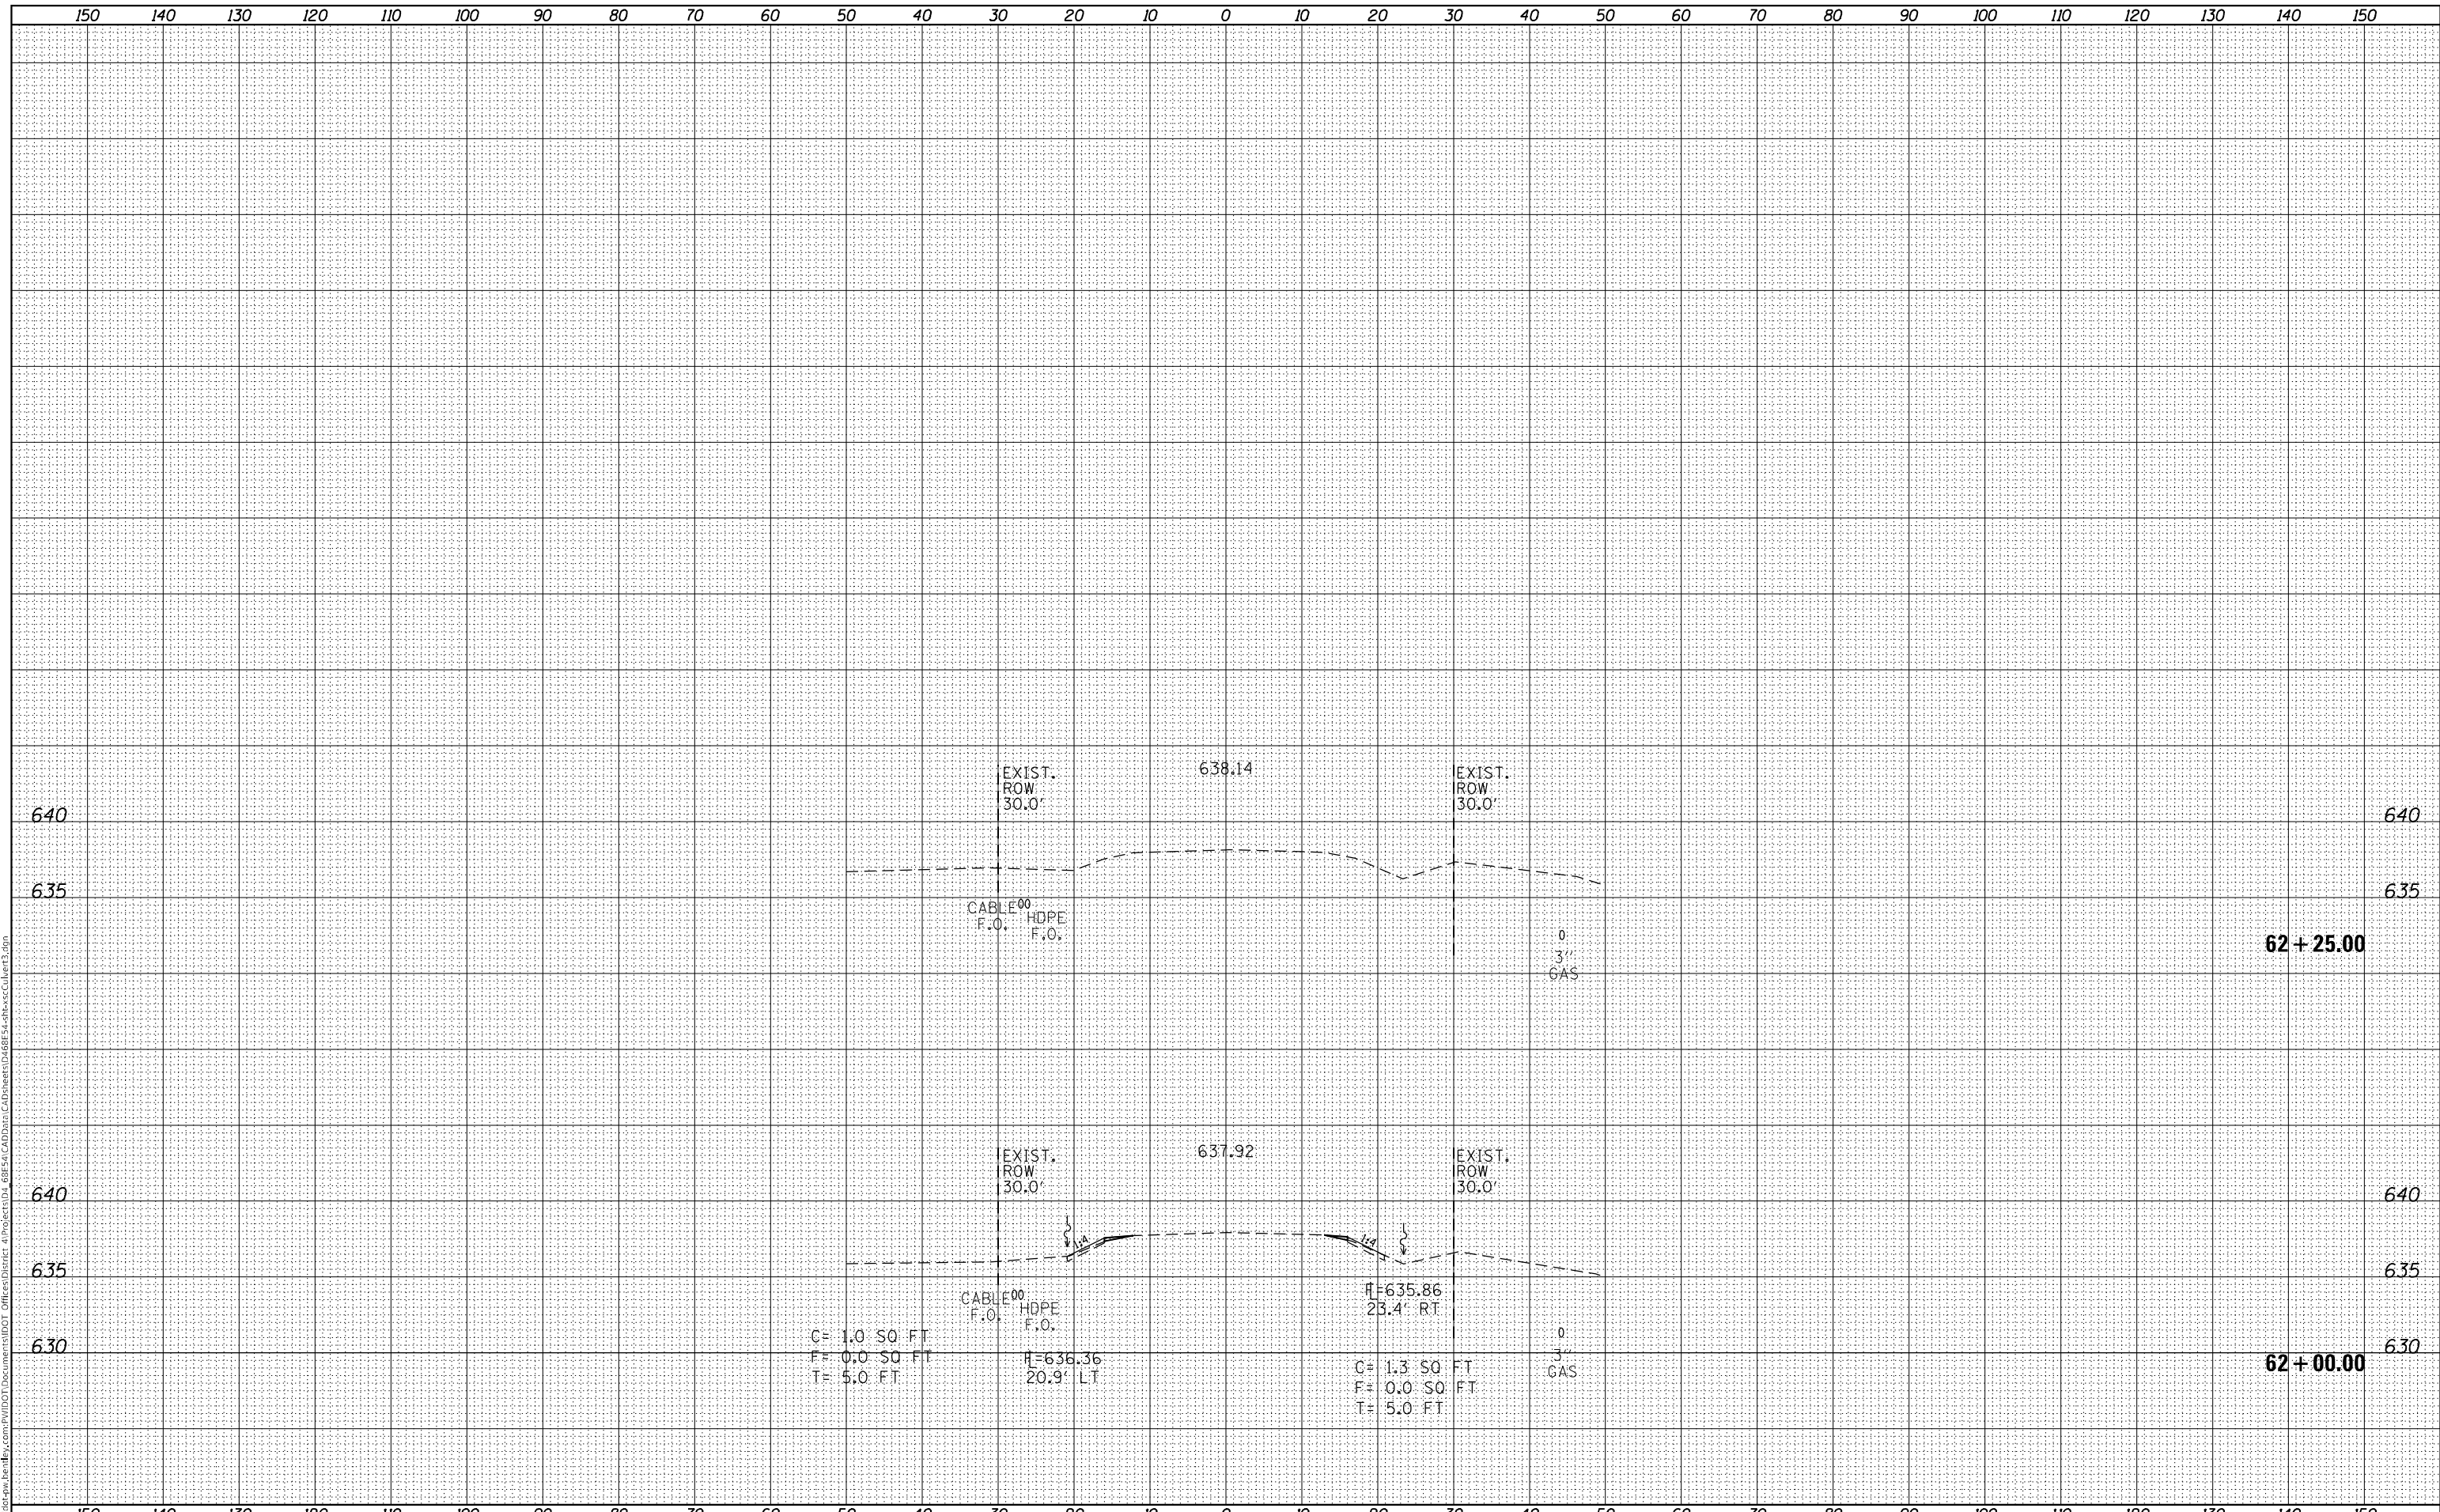 150 140 130 120 110 100 90 80 70 60 50 40 30 20 10 0 10 20 30 40 50 60 70 80 90 100 110 120 130 140 150
EXIST.
ROW
30.0'
638.14
EXIST.
ROW
30.0'
640
640
635
635
CABLE
F.O.
HDPE
F.O.
0
3"
GAS
62+25.00
EXIST.
ROW
30.0'
637.92
EXIST.
ROW
30.0'
640
640
1:4
1:4
635
635
CABLE
F.O.
HDPE
F.O.
FL=635.86
23.4' RT
C= 1.0 SQ FT
F= 0.0 SQ FT
T= 5.0 FT
FL=636.36
20.9' LT
0
3"
GAS
C= 1.3 SQ FT
F= 0.0 SQ FT
T= 5.0 FT
630
630
62+00.00